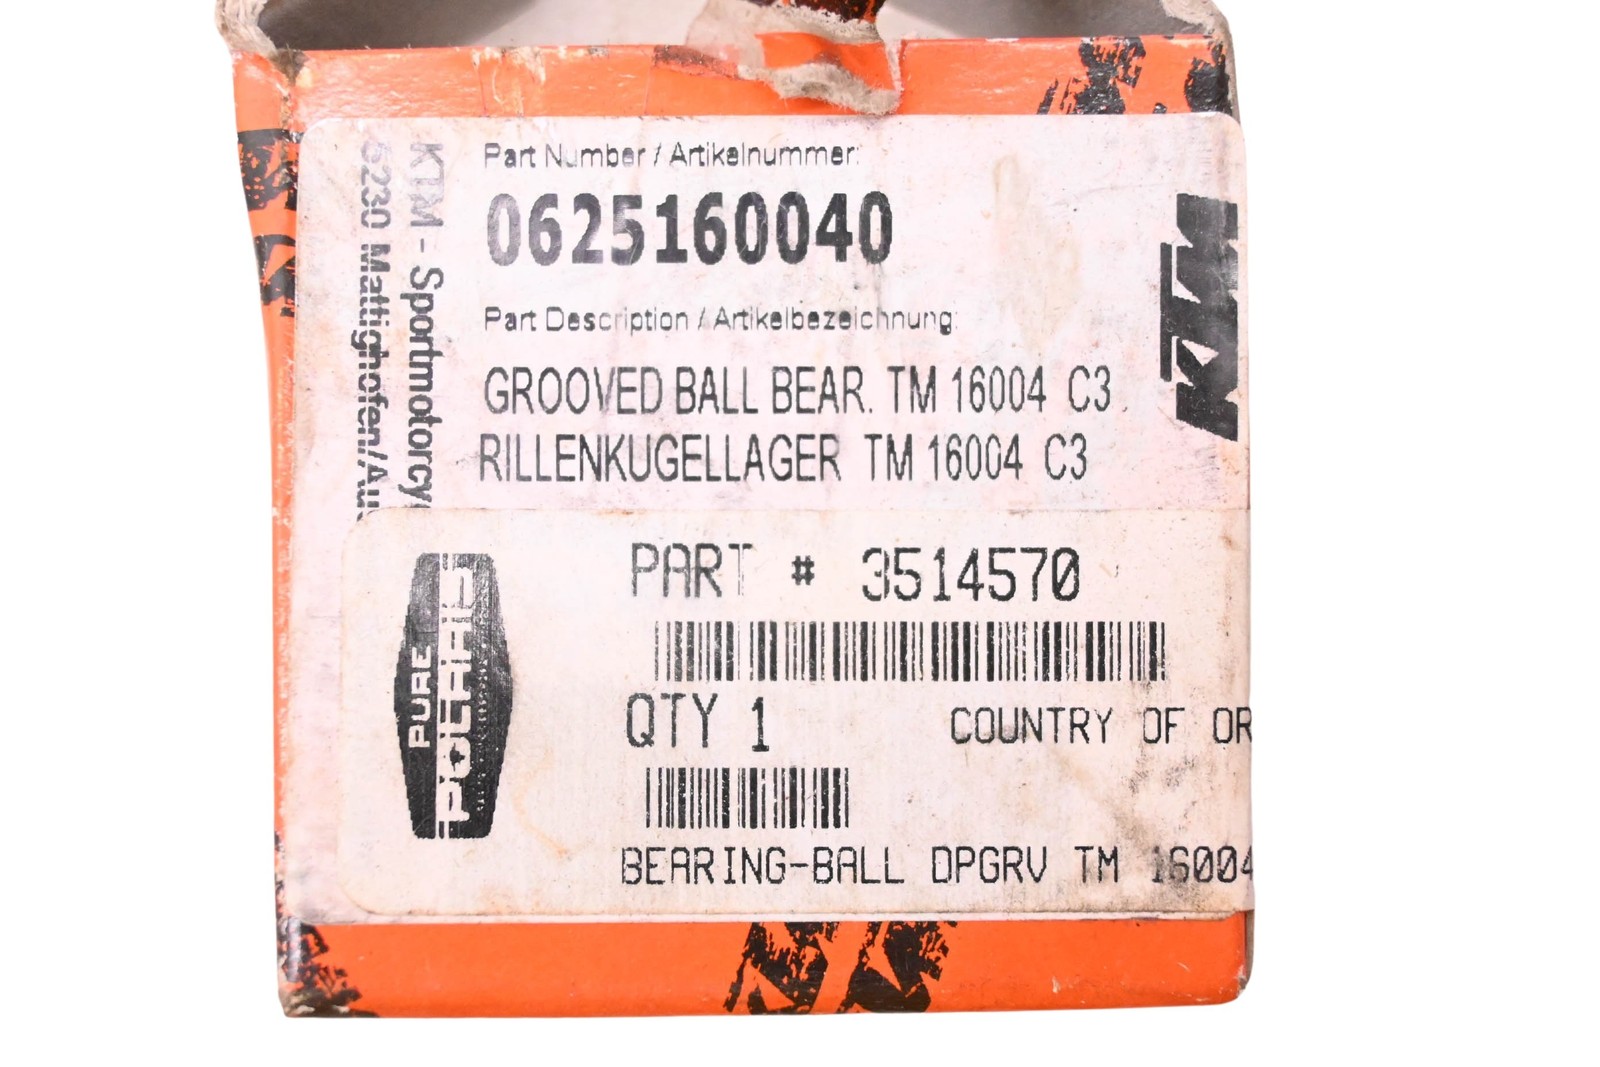 Part Number / Artikelnummer:
0625160040
Part Description / Artikelbezeichnung:
GROOVED BALL BEAR. TM 16004 C3
RILLENKUGELLAGER TM 16004 C3
KTM - Sportmotorcy
5230 Mattighofen/Au
KTM
PART # 3514570
QTY 1 COUNTRY OF OR
BEARING-BALL DPGRV TM 16004
PURE
POLARIS